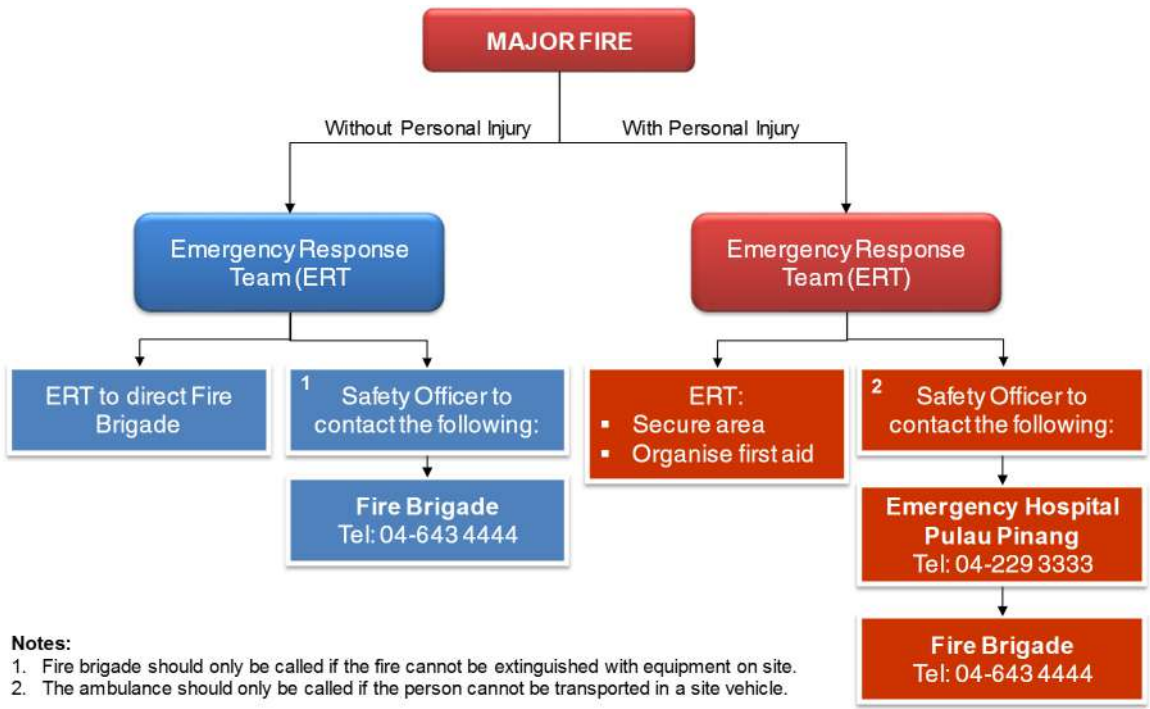 MAJOR FIRE
Without Personal Injury
With Personal Injury
Emergency Response
Team (ERT
Emergency Response
Team (ERT)
ERT to direct Fire
Brigade
1 Safety Officer to
contact the following:
Fire Brigade
Tel: 04-643 4444
ERT:
▪ Secure area
▪ Organise first aid
2 Safety Officer to
contact the following:
Emergency Hospital
Pulau Pinang
Tel: 04-229 3333
Fire Brigade
Tel: 04-643 4444
Notes:
1. Fire brigade should only be called if the fire cannot be extinguished with equipment on site.
2. The ambulance should only be called if the person cannot be transported in a site vehicle.